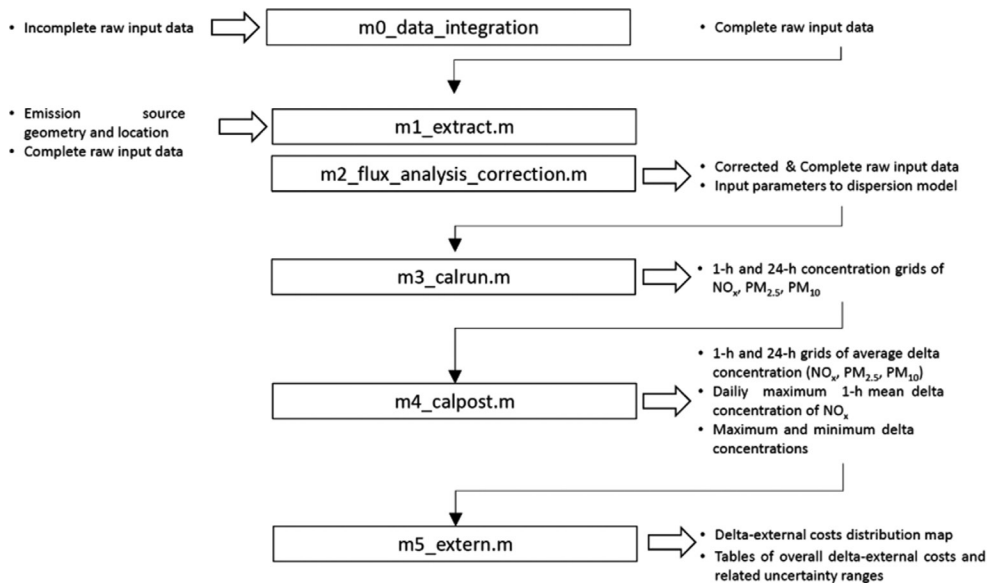 • Incomplete raw input data
m0_data_integration
• Complete raw input data
• Emission source
geometry and location
• Complete raw input data
m1_extract.m
m2_flux_analysis_correction.m
• Corrected & Complete raw input data
• Input parameters to dispersion model
m3_calrun.m
• 1-h and 24-h concentration grids of
NOx, PM2.5, PM10
m4_calpost.m
• 1-h and 24-h grids of average delta
concentration (NOx, PM2.5, PM10)
• Dailiy maximum 1-h mean delta
concentration of NOx
• Maximum and minimum delta
concentrations
m5_extern.m
• Delta-external costs distribution map
• Tables of overall delta-external costs and
related uncertainty ranges